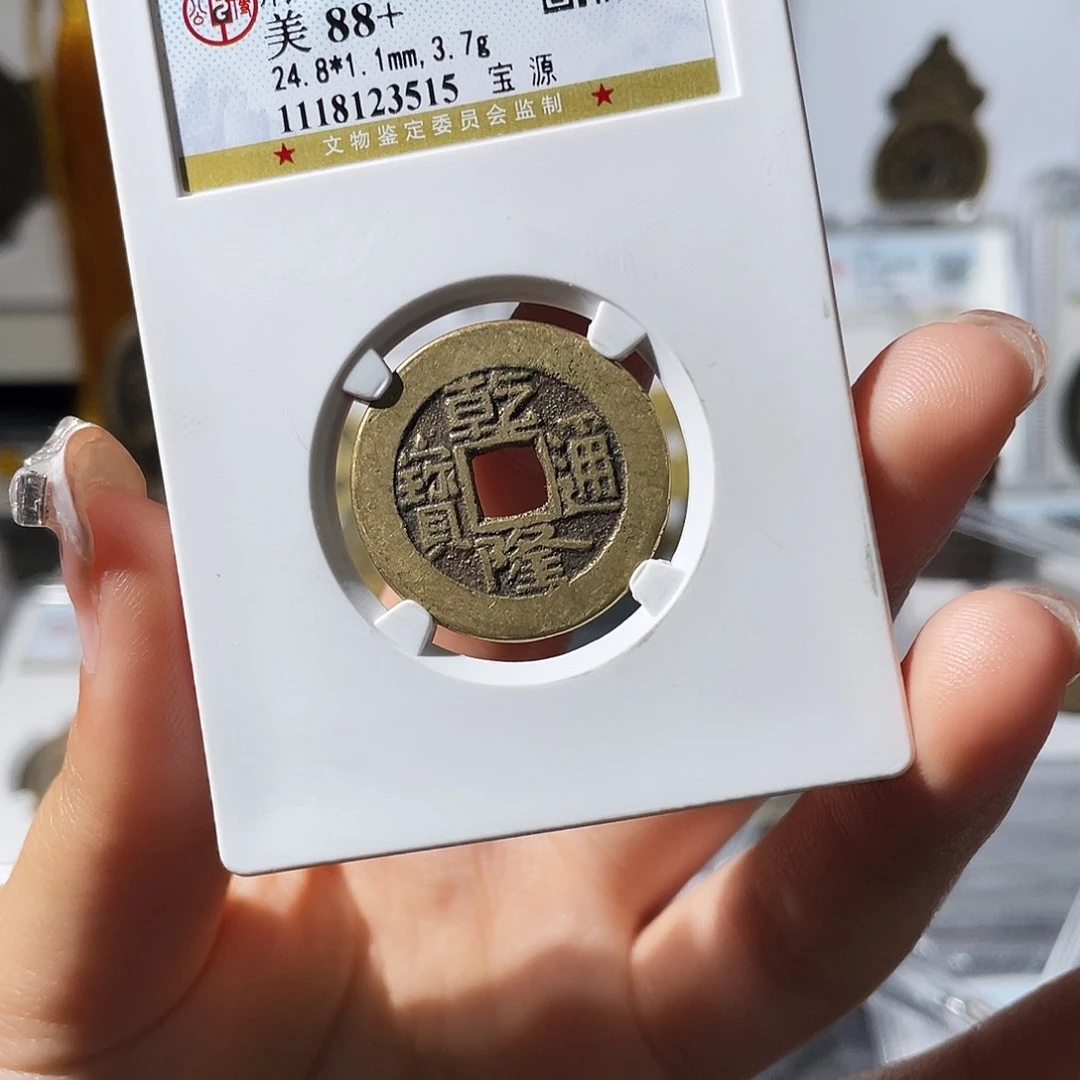 美 88+
24.8*1.1mm, 3.7g
1118123515 宝 源
★ 文物鉴定委员会监制 ★
乾隆通寳